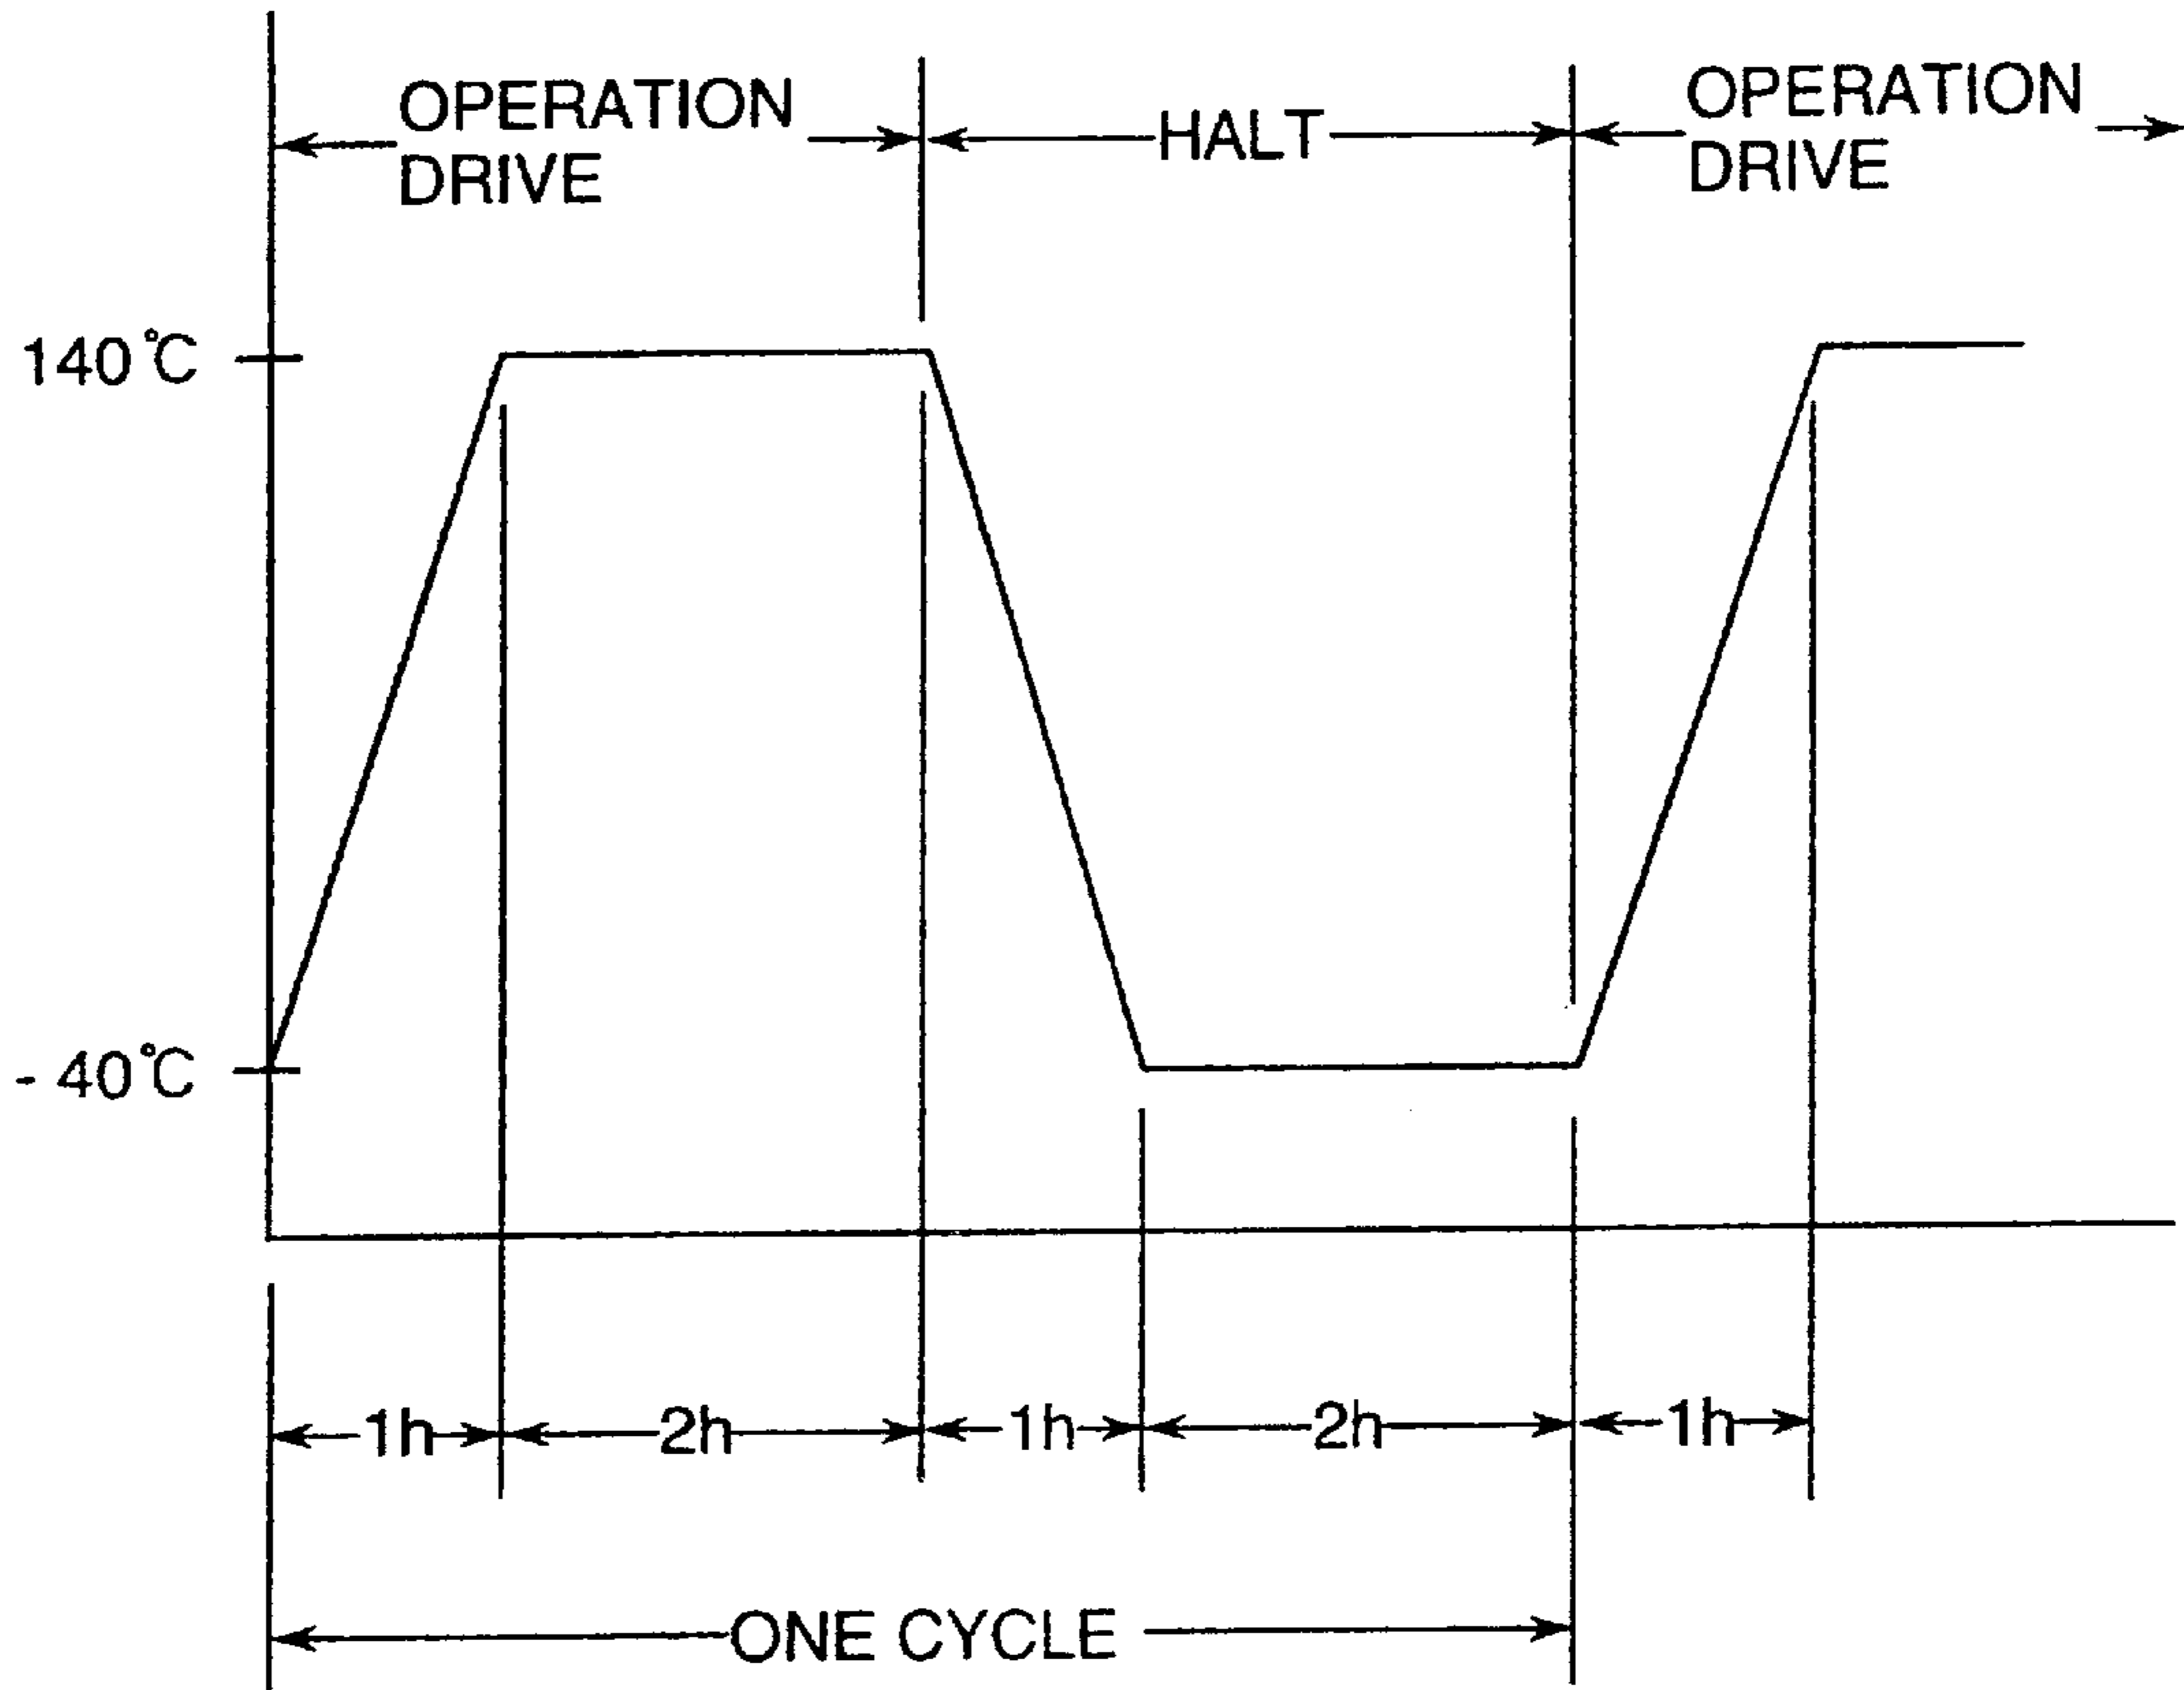 OPERATION
DRIVE
HALT
OPERATION
DRIVE
140℃
- 40℃
1h
2h
1h
2h
1h
ONE CYCLE